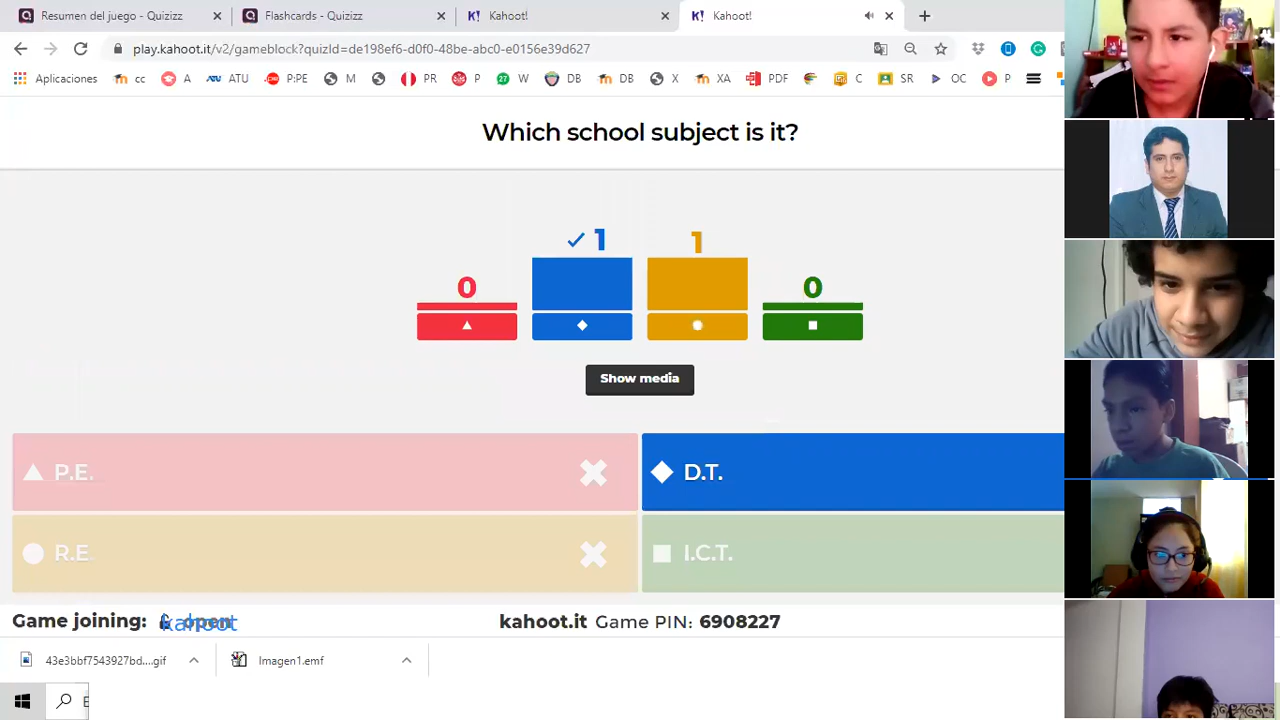 Resumen del juego - Quizizz
Flashcards - Quizizz
Kahoot!
Kahoot!
play.kahoot.it/v2/gameblock?quizId=de198ef6-d0f0-48be-abc0-e0156e39d627
Aplicaciones cc A ATU P:PE M PR P W DB DB X XA PDF C SR OC P
Which school subject is it?
0 1 1 0
Show media
P.E.
D.T.
R.E.
I.C.T.
Game joining: open
kahoot
kahoot.it Game PIN: 6908227
43e3bbf7543927bd....gif
Imagen1.emf